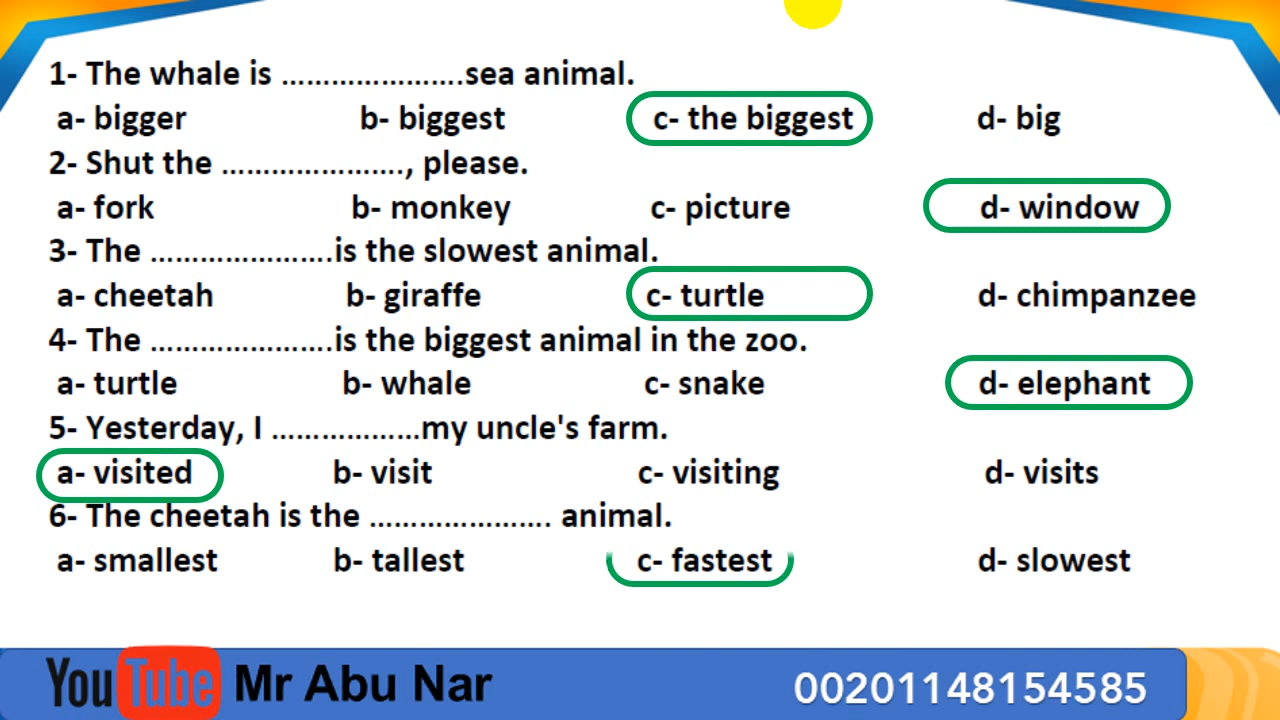 1- The whale is ......................sea animal.
a- bigger b- biggest c- the biggest d- big
2- Shut the ......................, please.
a- fork b- monkey c- picture d- window
3- The ......................is the slowest animal.
a- cheetah b- giraffe c- turtle d- chimpanzee
4- The ......................is the biggest animal in the zoo.
a- turtle b- whale c- snake d- elephant
5- Yesterday, I ..................my uncle's farm.
a- visited b- visit c- visiting d- visits
6- The cheetah is the ...................... animal.
a- smallest b- tallest c- fastest d- slowest
YouTube Mr Abu Nar 00201148154585